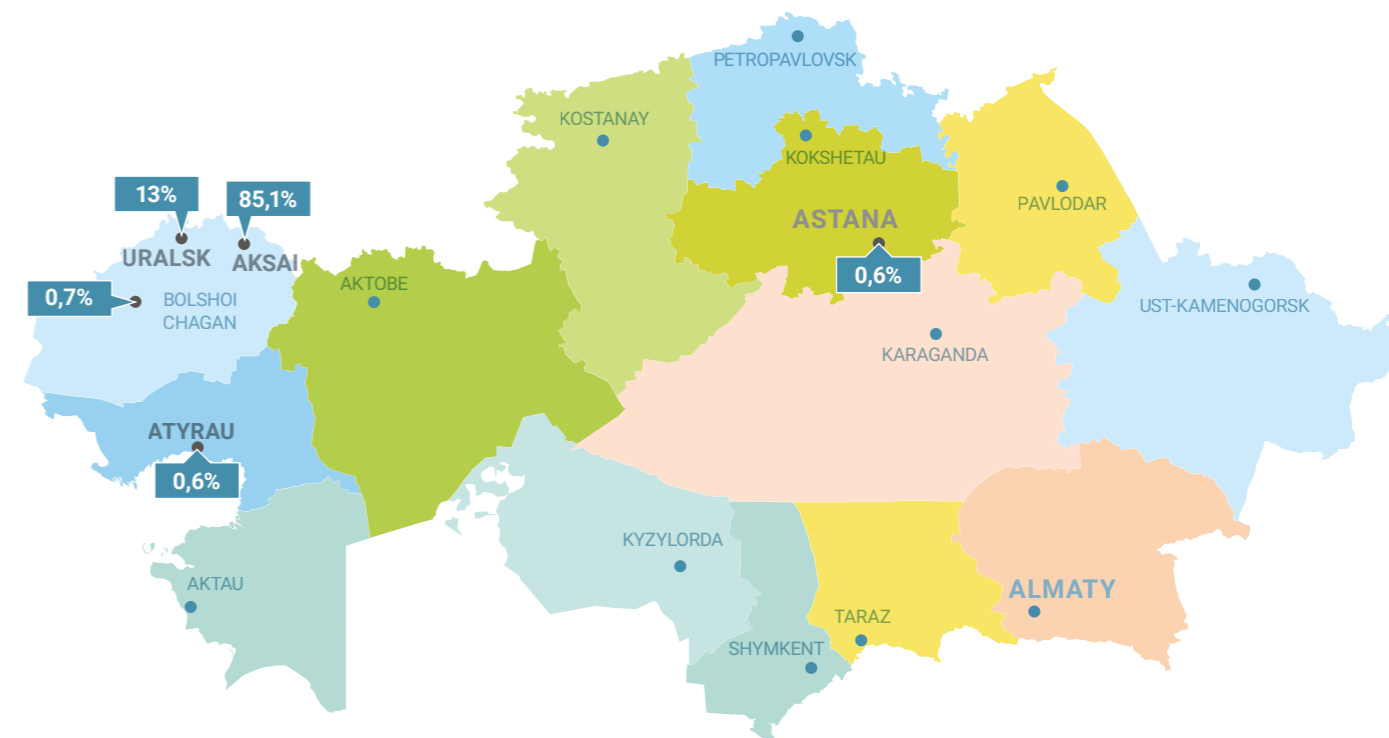 PETROPAVLOVSK
KOSTANAY
KOKSHETAU
13%
85,1%
PAVLODAR
ASTANA
URALSK
AKSAI
0,6%
0,7%
BOLSHOI
CHAGAN
AKTOBE
UST-KAMENOGORSK
KARAGANDA
ATYRAU
0,6%
KYZYLORDA
AKTAU
ALMATY
TARAZ
SHYMKENT